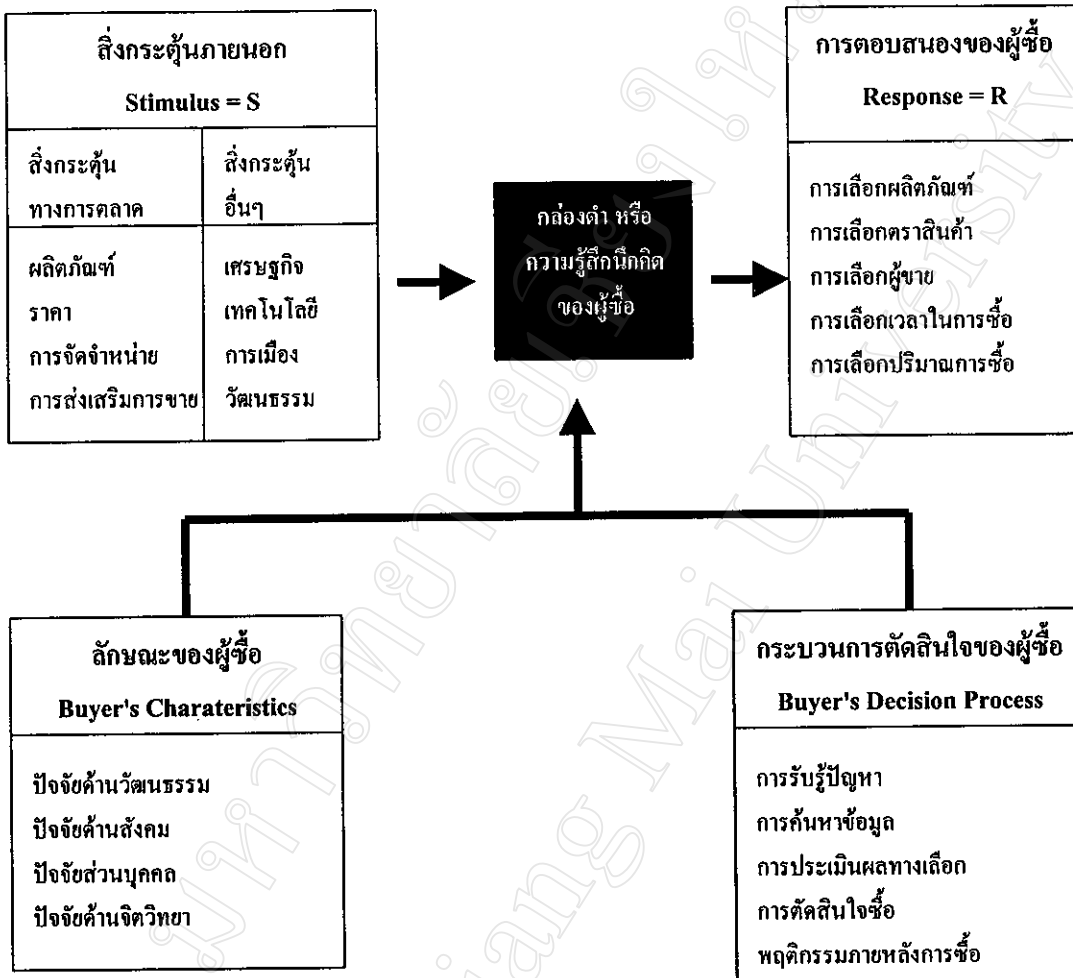 สิ่งกระตุ้นภายนอก
Stimulus = S
สิ่งกระตุ้น
ทางการตลาด
สิ่งกระตุ้น
อื่นๆ
ผลิตภัณฑ์
ราคา
การจัดจำหน่าย
การส่งเสริมการขาย
เศรษฐกิจ
เทคโนโลยี
การเมือง
วัฒนธรรม
กล่องดำ หรือ
ความรู้สึกนึกคิด
ของผู้ซื้อ
การตอบสนองของผู้ซื้อ
Response = R
การเลือกผลิตภัณฑ์
การเลือกตราสินค้า
การเลือกผู้ขาย
การเลือกเวลาในการซื้อ
การเลือกปริมาณการซื้อ
ลักษณะของผู้ซื้อ
Buyer's Charateristics
ปัจจัยด้านวัฒนธรรม
ปัจจัยด้านสังคม
ปัจจัยส่วนบุคคล
ปัจจัยด้านจิตวิทยา
กระบวนการตัดสินใจของผู้ซื้อ
Buyer's Decision Process
การรับรู้ปัญหา
การค้นหาข้อมูล
การประเมินผลทางเลือก
การตัดสินใจซื้อ
พฤติกรรมภายหลังการซื้อ
ang Mai University